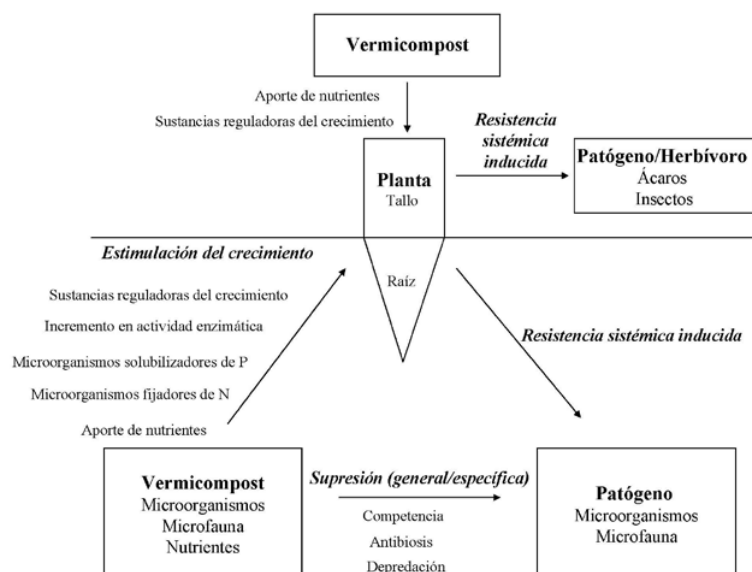 Vermicompost
Aporte de nutrientes
Sustancias reguladoras del crecimiento
Resistencia
sistémica
inducida
Planta
Tallo
Patógeno/Herbívoro
Ácaros
Insectos
Estimulación del crecimiento
Raíz
Sustancias reguladoras del crecimiento
Incremento en actividad enzimática
Microorganismos solubilizadores de P
Microorganismos fijadores de N
Aporte de nutrientes
Resistencia sistémica inducida
Vermicompost
Microorganismos
Microfauna
Nutrientes
Supresión (general/específica)
Competencia
Antibiosis
Depredación
Patógeno
Microorganismos
Microfauna